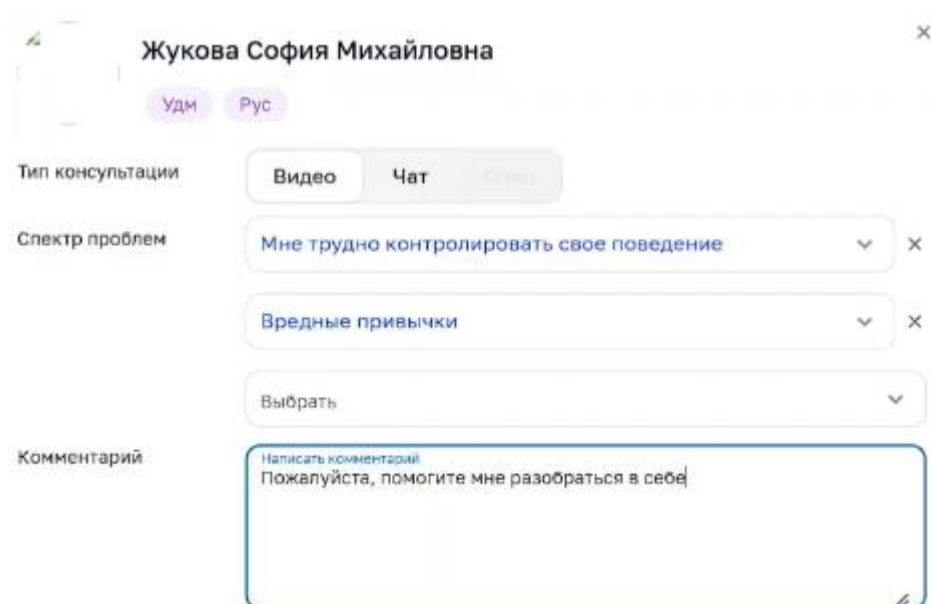 Жукова София Михайловна
Удм Рус
Тип консультации
Видео Чат
Спектр проблем
Мне трудно контролировать свое поведение
Вредные привычки
Выбрать
Комментарий
Написать комментарий
Пожалуйста, помогите мне разобраться в себе